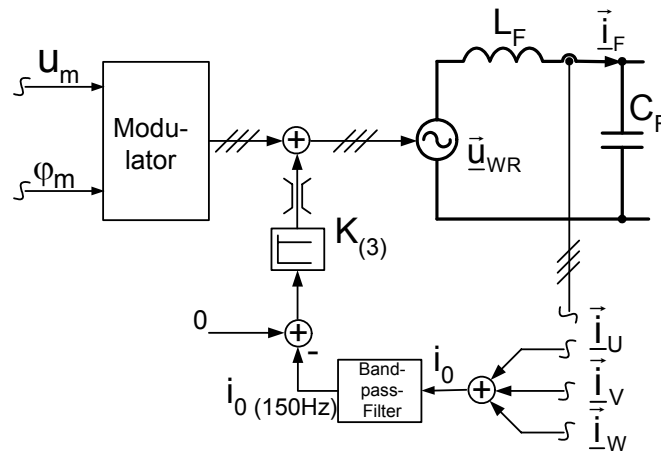 u_m
φ_m
Modu-
lator
+
+
K_(3)
0
-
i_0 (150Hz)
Band-
pass-
Filter
i_0
+
L_F
i_F
C_F
u_WR
i_U
i_V
i_W